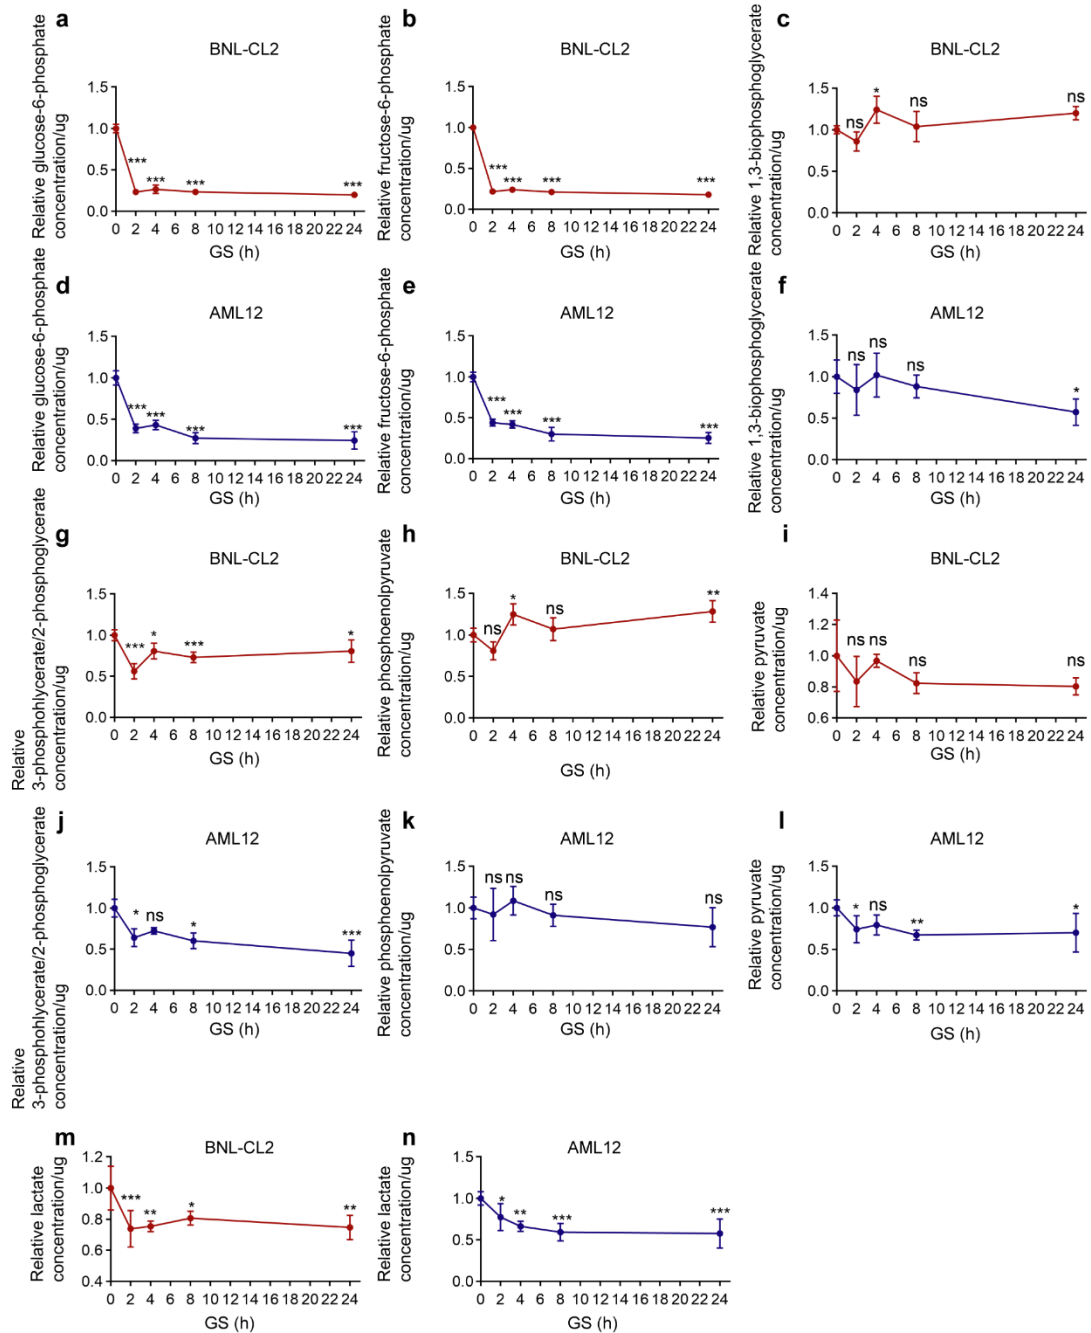 a
BNL-CL2
Relative glucose-6-phosphate
concentration/ug
1.5
1.0
0.5
0.0
***
***
***
***
0 2 4 6 8 10 12 14 16 18 20 22 24
GS (h)
b
BNL-CL2
Relative fructose-6-phosphate
concentration/ug
1.5
1.0
0.5
0.0
***
***
***
***
0 2 4 6 8 10 12 14 16 18 20 22 24
GS (h)
c
BNL-CL2
Relative 1,3-biophosphoglycerate
concentration/ug
1.5
1.0
0.5
0.0
ns
*
ns
ns
0 2 4 6 8 10 12 14 16 18 20 22 24
GS (h)
d
AML12
Relative glucose-6-phosphate
concentration/ug
1.5
1.0
0.5
0.0
***
***
***
***
0 2 4 6 8 10 12 14 16 18 20 22 24
GS (h)
e
AML12
Relative fructose-6-phosphate
concentration/ug
1.5
1.0
0.5
0.0
***
***
***
***
0 2 4 6 8 10 12 14 16 18 20 22 24
GS (h)
f
AML12
Relative 1,3-biophosphoglycerate
concentration/ug
1.5
1.0
0.5
0.0
ns
ns
ns
*
0 2 4 6 8 10 12 14 16 18 20 22 24
GS (h)
g
BNL-CL2
Relative
3-phosphohlycerate/2-phosphoglycerate
concentration/ug
1.5
1.0
0.5
0.0
***
*
***
*
0 2 4 6 8 10 12 14 16 18 20 22 24
GS (h)
h
BNL-CL2
Relative phosphoenolpyruvate
concentration/ug
1.5
1.0
0.5
0.0
ns
*
ns
**
0 2 4 6 8 10 12 14 16 18 20 22 24
GS (h)
i
BNL-CL2
Relative pyruvate
concentration/ug
1.4
1.2
1.0
0.8
0.6
ns
ns
ns
ns
0 2 4 6 8 10 12 14 16 18 20 22 24
GS (h)
j
AML12
Relative
3-phosphohlycerate/2-phosphoglycerate
concentration/ug
1.5
1.0
0.5
0.0
*
ns
*
***
0 2 4 6 8 10 12 14 16 18 20 22 24
GS (h)
k
AML12
Relative phosphoenolpyruvate
concentration/ug
1.5
1.0
0.5
0.0
ns
ns
ns
ns
0 2 4 6 8 10 12 14 16 18 20 22 24
GS (h)
l
AML12
Relative pyruvate
concentration/ug
1.5
1.0
0.5
0.0
*
ns
**
*
0 2 4 6 8 10 12 14 16 18 20 22 24
GS (h)
m
BNL-CL2
Relative lactate
concentration/ug
1.2
1.0
0.8
0.6
0.4
***
**
*
**
0 2 4 6 8 10 12 14 16 18 20 22 24
GS (h)
n
AML12
Relative lactate
concentration/ug
1.5
1.0
0.5
0.0
*
**
***
***
0 2 4 6 8 10 12 14 16 18 20 22 24
GS (h)